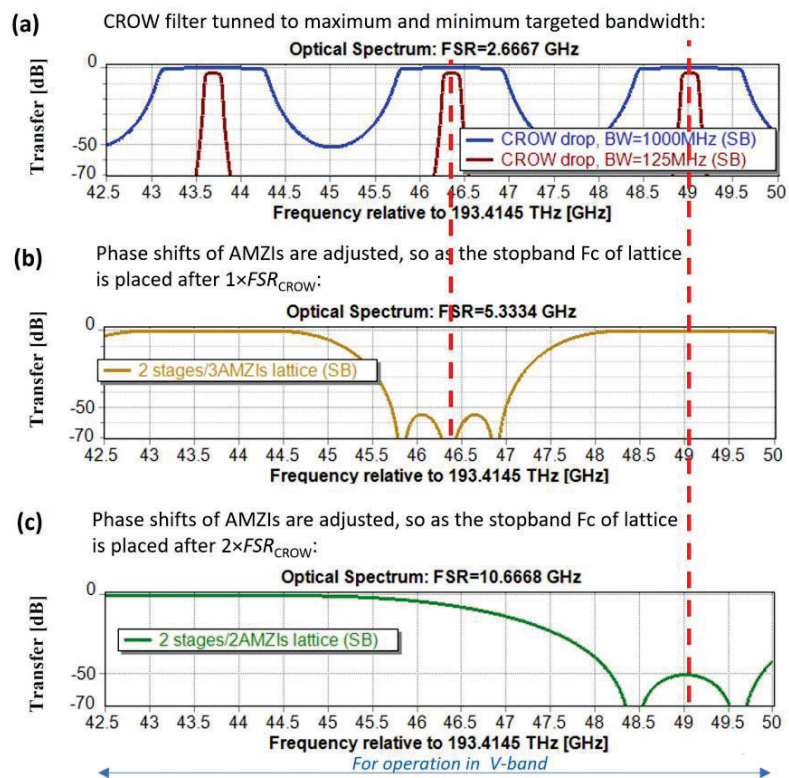 (a)
CROW filter tunned to maximum and minimum targeted bandwidth:
Optical Spectrum: FSR=2.6667 GHz
Transfer [dB]
0
-50
-70
CROW drop, BW=1000MHz (SB)
CROW drop, BW=125MHz (SB)
42.5 43 43.5 44 44.5 45 45.5 46 46.5 47 47.5 48 48.5 49 49.5 50
Frequency relative to 193.4145 THz [GHz]
(b)
Phase shifts of AMZIs are adjusted, so as the stopband Fc of lattice
is placed after 1×FSRCROW:
Optical Spectrum: FSR=5.3334 GHz
Transfer [dB]
0
-50
-70
2 stages/3AMZIs lattice (SB)
42.5 43 43.5 44 44.5 45 45.5 46 46.5 47 47.5 48 48.5 49 49.5 50
Frequency relative to 193.4145 THz [GHz]
(c)
Phase shifts of AMZIs are adjusted, so as the stopband Fc of lattice
is placed after 2×FSRCROW:
Optical Spectrum: FSR=10.6668 GHz
Transfer [dB]
0
-50
-70
2 stages/2AMZIs lattice (SB)
42.5 43 43.5 44 44.5 45 45.5 46 46.5 47 47.5 48 48.5 49 49.5 50
Frequency relative to 193.4145 THz [GHz]
For operation in V-band